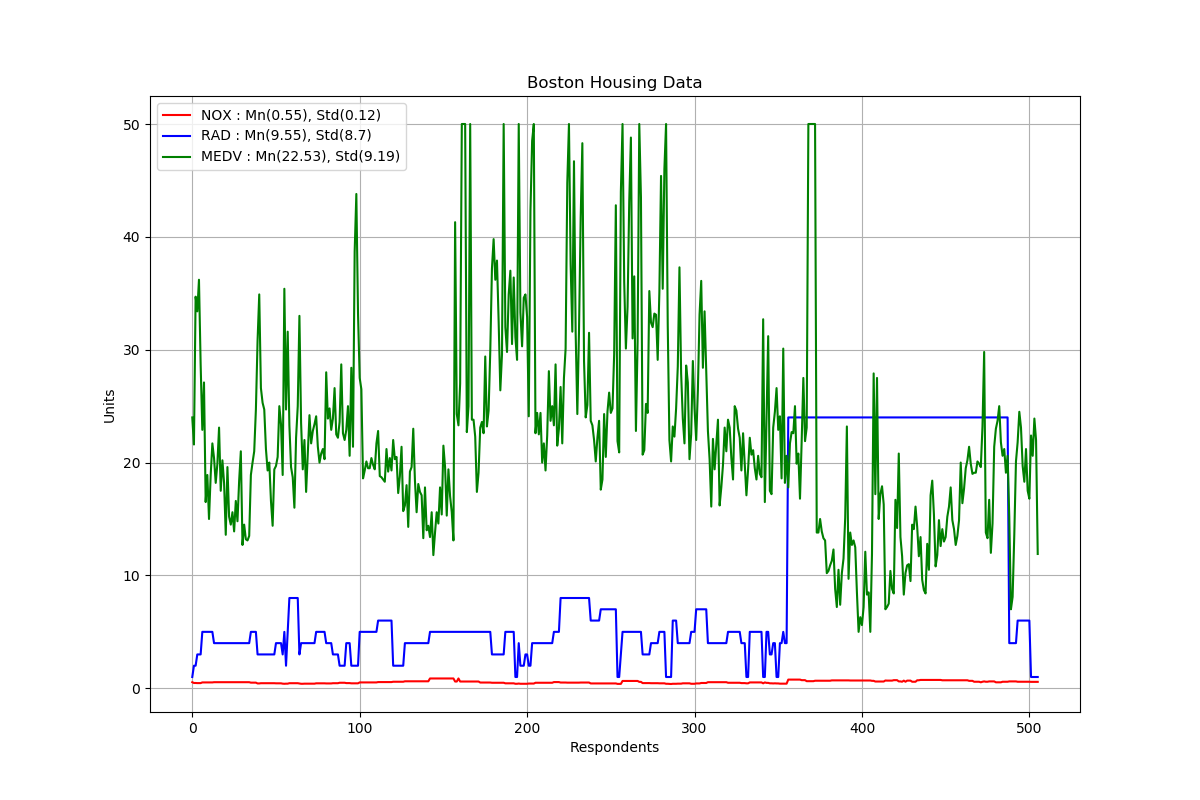 Boston Housing Data
NOX : Mn(0.55), Std(0.12)
RAD : Mn(9.55), Std(8.7)
MEDV : Mn(22.53), Std(9.19)
50
40
30
20
10
0
Units
0 100 200 300 400 500
Respondents